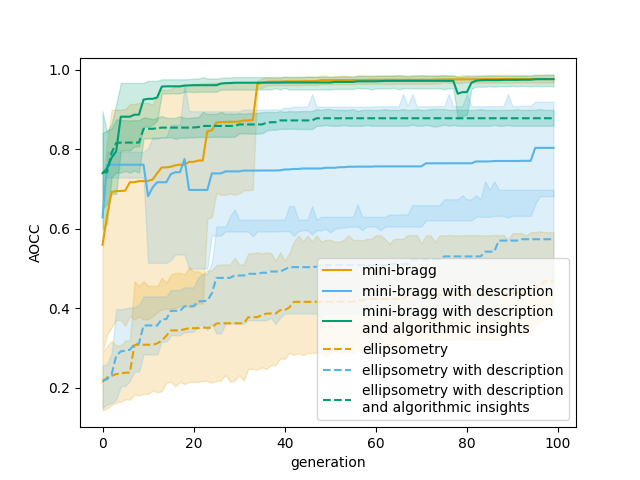 1.0
0.8
0.6
0.4
0.2
AOCC
mini-bragg
mini-bragg with description
mini-bragg with description
and algorithmic insights
ellipsometry
ellipsometry with description
ellipsometry with description
and algorithmic insights
0 20 40 60 80 100
generation